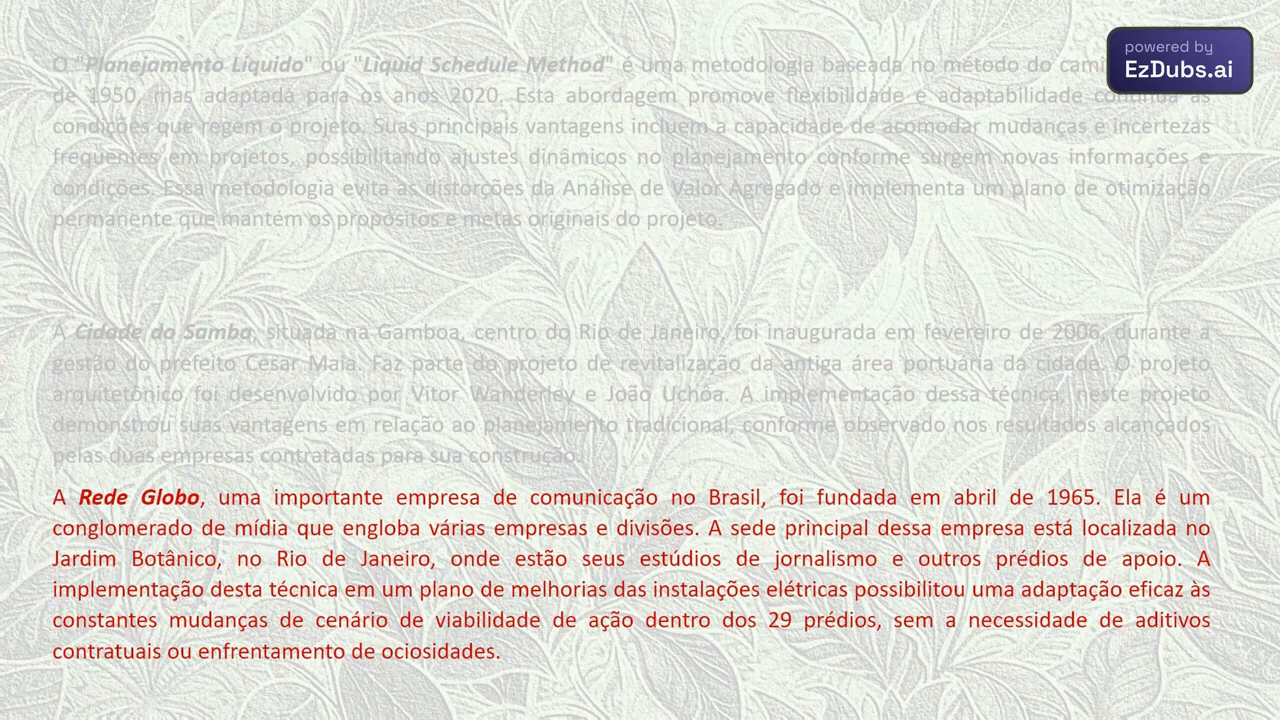 powered by
EzDubs.ai
O "Planejamento Líquido" ou "Liquid Schedule Method" é uma metodologia baseada no método do
de 1950, mas adaptada para os anos 2020. Esta abordagem promove flexibilidade e adaptabilidade contínua às
condições que regem o projeto. Suas principais vantagens incluem a capacidade de acomodar mudanças e incertezas
frequentes em projetos, possibilitando ajustes dinâmicos no planejamento conforme surgem novas informações e
condições. Essa metodologia evita as distorções da Análise de Valor Agregado e implementa um plano de otimização
permanente que mantém os propósitos e metas originais do projeto.
A Cidade do Samba, situada na Gamboa, centro do Rio de Janeiro, foi inaugurada em fevereiro de 2006, durante a
gestão do prefeito César Maia. Faz parte do projeto de revitalização da antiga área portuária da cidade. O projeto
arquitetônico foi desenvolvido por Vitor Wanderley e João Uchôa. A implementação dessa técnica, neste projeto
demonstrou suas vantagens em relação ao planejamento tradicional, conforme observado nos resultados alcançados
pelas duas empresas contratadas para sua construção.
A Rede Globo, uma importante empresa de comunicação no Brasil, foi fundada em abril de 1965. Ela é um
conglomerado de mídia que engloba várias empresas e divisões. A sede principal dessa empresa está localizada no
Jardim Botânico, no Rio de Janeiro, onde estão seus estúdios de jornalismo e outros prédios de apoio. A
implementação desta técnica em um plano de melhorias das instalações elétricas possibilitou uma adaptação eficaz às
constantes mudanças de cenário de viabilidade de ação dentro dos 29 prédios, sem a necessidade de aditivos
contratuais ou enfrentamento de ociosidades.